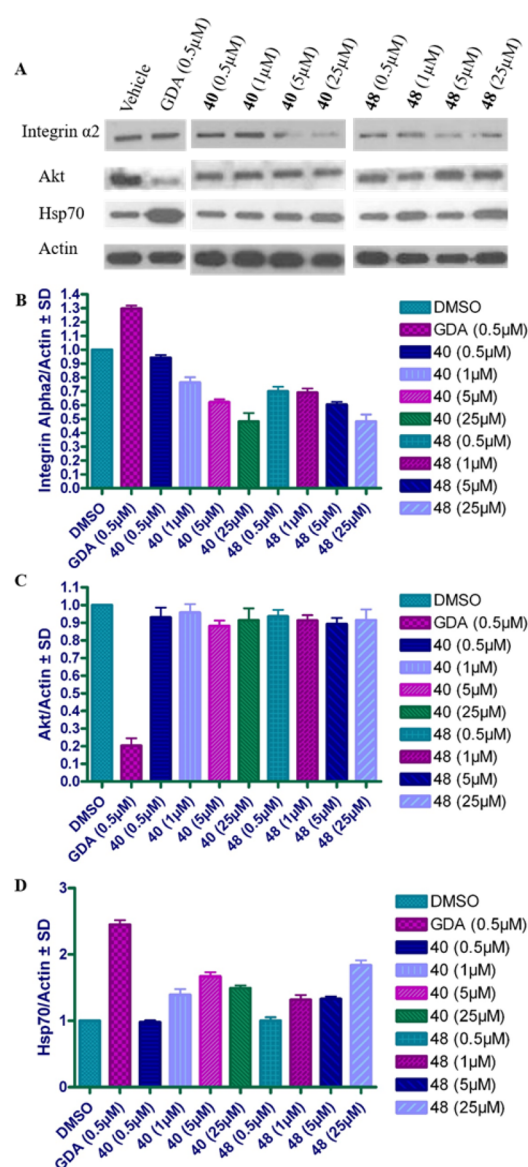 A
Vehicle
GDA (0.5μM)
40 (0.5μM)
40 (1μM)
40 (5μM)
40 (25μM)
48 (0.5μM)
48 (1μM)
48 (5μM)
48 (25μM)
Integrin α2
Akt
Hsp70
Actin
B
Integrin Alpha2/Actin ± SD
1.4
1.3
1.2
1.1
1.0
0.9
0.8
0.7
0.6
0.5
0.4
0.3
0.2
0.1
0.0
DMSO
GDA (0.5μM)
40 (0.5μM)
40 (1μM)
40 (5μM)
40 (25μM)
48 (0.5μM)
48 (1μM)
48 (5μM)
48 (25μM)
DMSO
GDA (0.5μM)
40 (0.5μM)
40 (1μM)
40 (5μM)
40 (25μM)
48 (0.5μM)
48 (1μM)
48 (5μM)
48 (25μM)
C
Akt/Actin ± SD
1.1
1.0
0.9
0.8
0.7
0.6
0.5
0.4
0.3
0.2
0.1
0.0
DMSO
GDA (0.5μM)
40 (0.5μM)
40 (1μM)
40 (5μM)
40 (25μM)
48 (0.5μM)
48 (1μM)
48 (5μM)
48 (25μM)
DMSO
GDA (0.5μM)
40 (0.5μM)
40 (1μM)
40 (5μM)
40 (25μM)
48 (0.5μM)
48 (1μM)
48 (5μM)
48 (25μM)
D
Hsp70/Actin ± SD
3
2
1
0
DMSO
GDA (0.5μM)
40 (0.5μM)
40 (1μM)
40 (5μM)
40 (25μM)
48 (0.5μM)
48 (1μM)
48 (5μM)
48 (25μM)
DMSO
GDA (0.5μM)
40 (0.5μM)
40 (1μM)
40 (5μM)
40 (25μM)
48 (0.5μM)
48 (1μM)
48 (5μM)
48 (25μM)